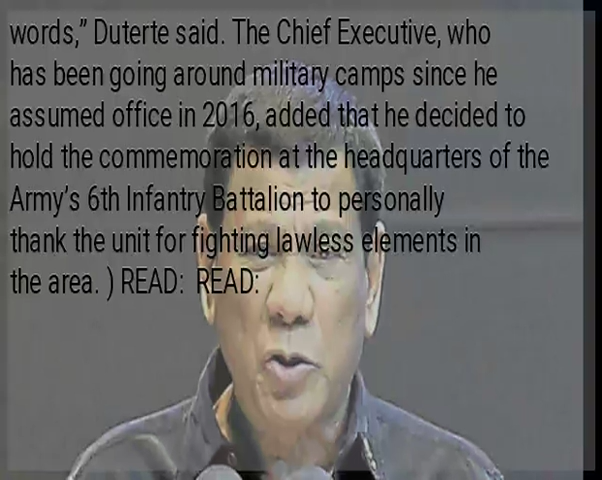 words,” Duterte said. The Chief Executive, who
has been going around military camps since he
assumed office in 2016, added that he decided to
hold the commemoration at the headquarters of the
Army’s 6th Infantry Battalion to personally
thank the unit for fighting lawless elements in
the area. ) READ:  READ: